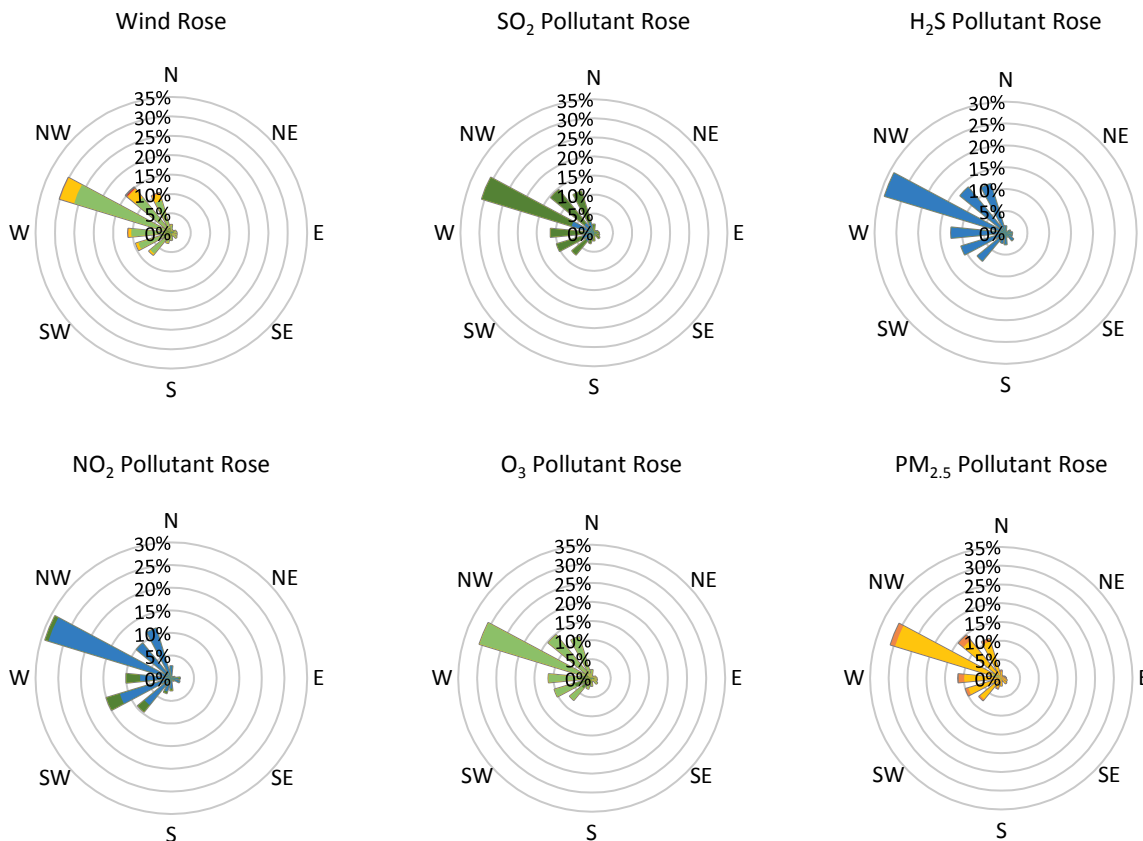 Wind Rose
N
35%
30%
25%
20%
15%
10%
5%
0%
NW
NE
W
E
SW
SE
S
SO₂ Pollutant Rose
N
35%
30%
25%
20%
15%
10%
5%
0%
NW
NE
W
E
SW
SE
S
H₂S Pollutant Rose
N
30%
25%
20%
15%
10%
5%
0%
NW
NE
W
E
SW
SE
S
NO₂ Pollutant Rose
N
30%
25%
20%
15%
10%
5%
0%
NW
NE
W
E
SW
SE
S
O₃ Pollutant Rose
N
35%
30%
25%
20%
15%
10%
5%
0%
NW
NE
W
E
SW
SE
S
PM₂.₅ Pollutant Rose
N
35%
30%
25%
20%
15%
10%
5%
0%
NW
NE
W
E
SW
SE
S